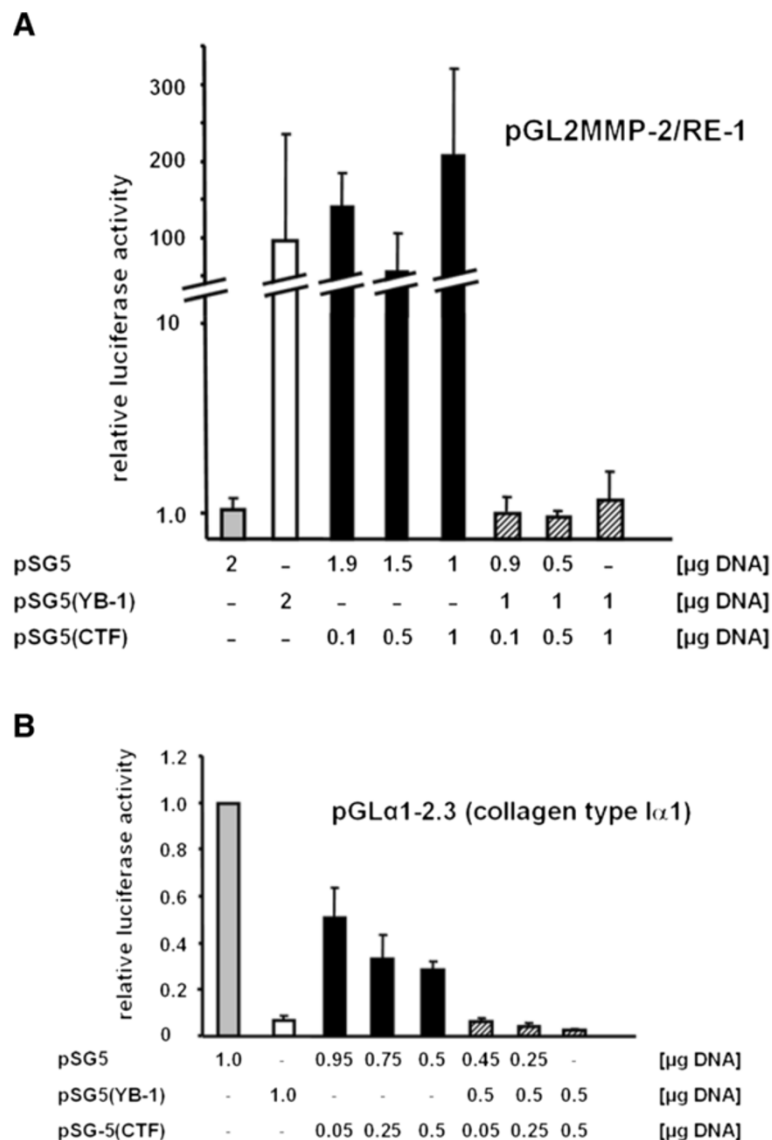 A
300
pGL2MMP-2/RE-1
200
100
10
1.0
relative luciferase activity
pSG5 2 – 1.9 1.5 1 0.9 0.5 – [µg DNA]
pSG5(YB-1) – 2 – – – 1 1 1 [µg DNA]
pSG5(CTF) – – 0.1 0.5 1 0.1 0.5 1 [µg DNA]
B
1.2
1.0
pGLα1-2.3 (collagen type Iα1)
0.8
0.6
0.4
0.2
0
relative luciferase activity
pSG5 1.0 - 0.95 0.75 0.5 0.45 0.25 - [µg DNA]
pSG5(YB-1) - 1.0 - - - 0.5 0.5 0.5 [µg DNA]
pSG-5(CTF) - - 0.05 0.25 0.5 0.05 0.25 0.5 [µg DNA]